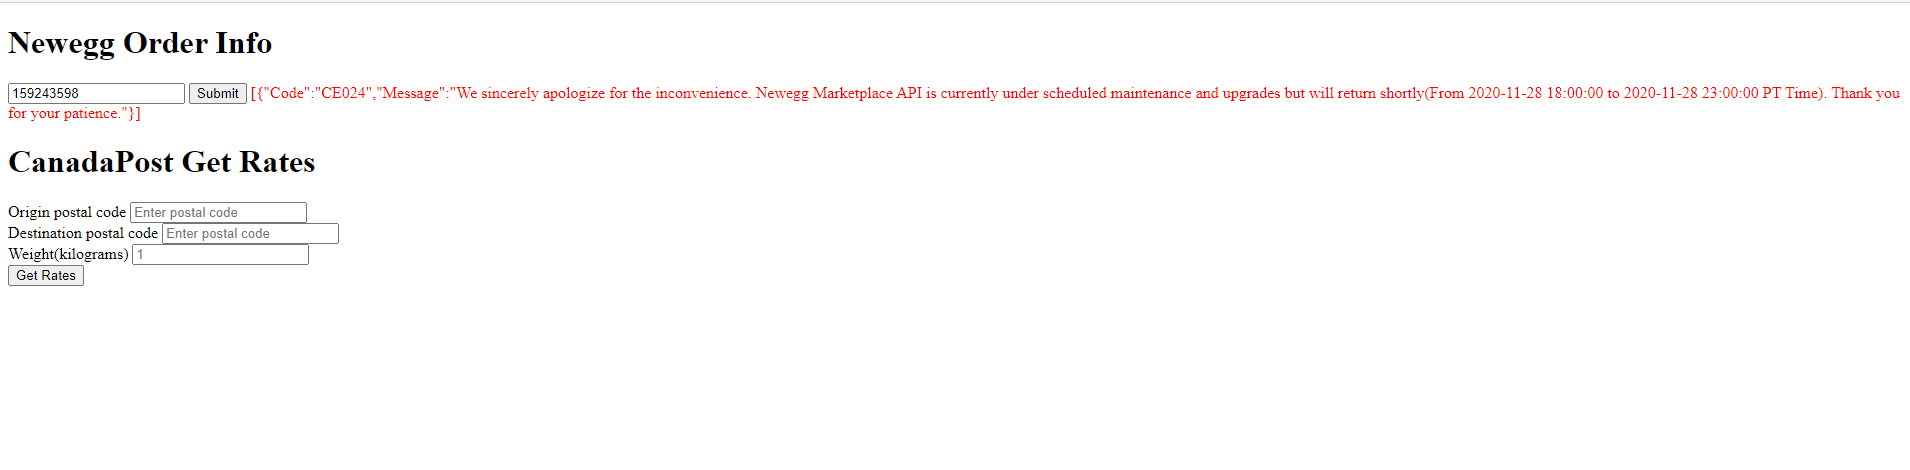 Newegg Order Info
159243598 Submit [{"Code":"CE024","Message":"We sincerely apologize for the inconvenience. Newegg Marketplace API is currently under scheduled maintenance and upgrades but will return shortly(From 2020-11-28 18:00:00 to 2020-11-28 23:00:00 PT Time). Thank you
for your patience."}]
CanadaPost Get Rates
Origin postal code Enter postal code
Destination postal code Enter postal code
Weight(kilograms) 1
Get Rates